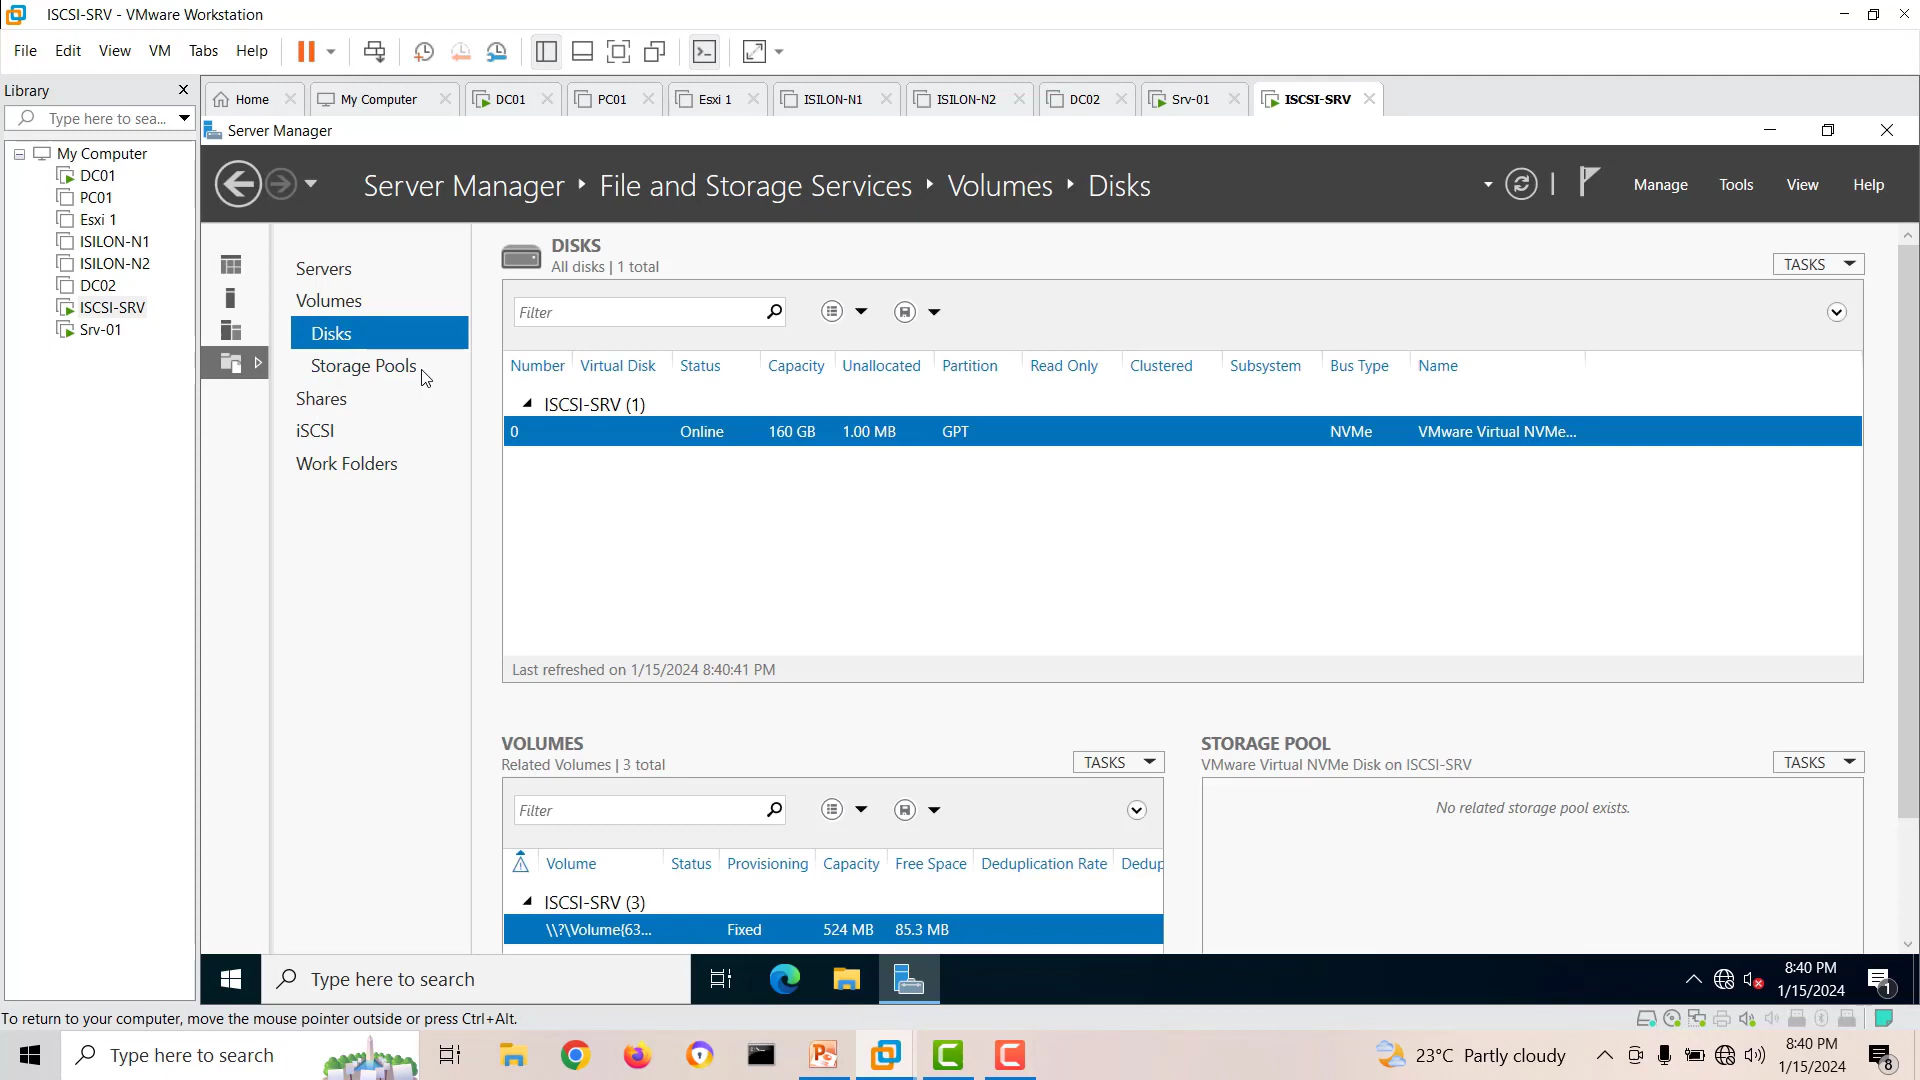 ISCSI-SRV - VMware Workstation
File Edit View VM Tabs Help
Library
Type here to sea...
My Computer
DC01
PC01
Esxi 1
ISILON-N1
ISILON-N2
DC02
ISCSI-SRV
Srv-01
Home My Computer DC01 PC01 Esxi 1 ISILON-N1 ISILON-N2 DC02 Srv-01 ISCSI-SRV
Server Manager
Server Manager File and Storage Services Volumes Disks
Manage Tools View Help
Servers
Volumes
Disks
Storage Pools
Shares
iSCSI
Work Folders
DISKS
All disks | 1 total
TASKS
Filter
Number Virtual Disk Status Capacity Unallocated Partition Read Only Clustered Subsystem Bus Type Name
ISCSI-SRV (1)
0 Online 160 GB 1.00 MB GPT NVMe VMware Virtual NVMe...
Last refreshed on 1/15/2024 8:40:41 PM
VOLUMES
Related Volumes | 3 total
TASKS
Filter
Volume Status Provisioning Capacity Free Space Deduplication Rate Dedup
ISCSI-SRV (3)
\\?\Volume{63... Fixed 524 MB 85.3 MB
STORAGE POOL
VMware Virtual NVMe Disk on ISCSI-SRV
TASKS
No related storage pool exists.
Type here to search
8:40 PM
1/15/2024
1
To return to your computer, move the mouse pointer outside or press Ctrl+Alt.
Type here to search
23°C Partly cloudy
8:40 PM
1/15/2024
8